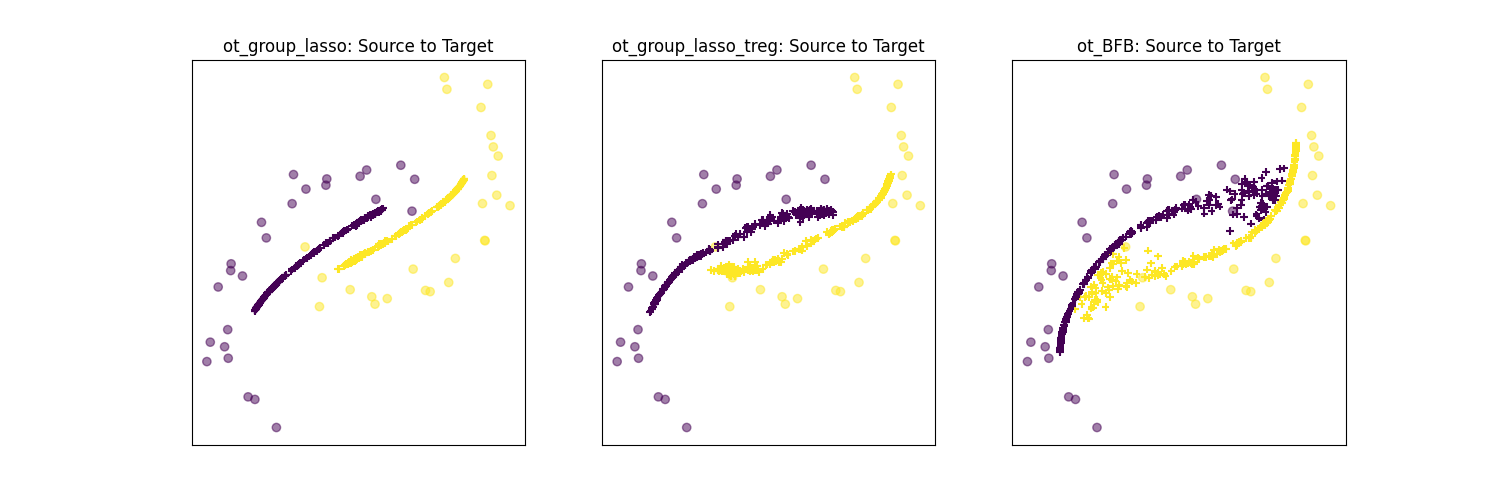 ot_group_lasso: Source to Target
ot_group_lasso_treg: Source to Target
ot_BFB: Source to Target